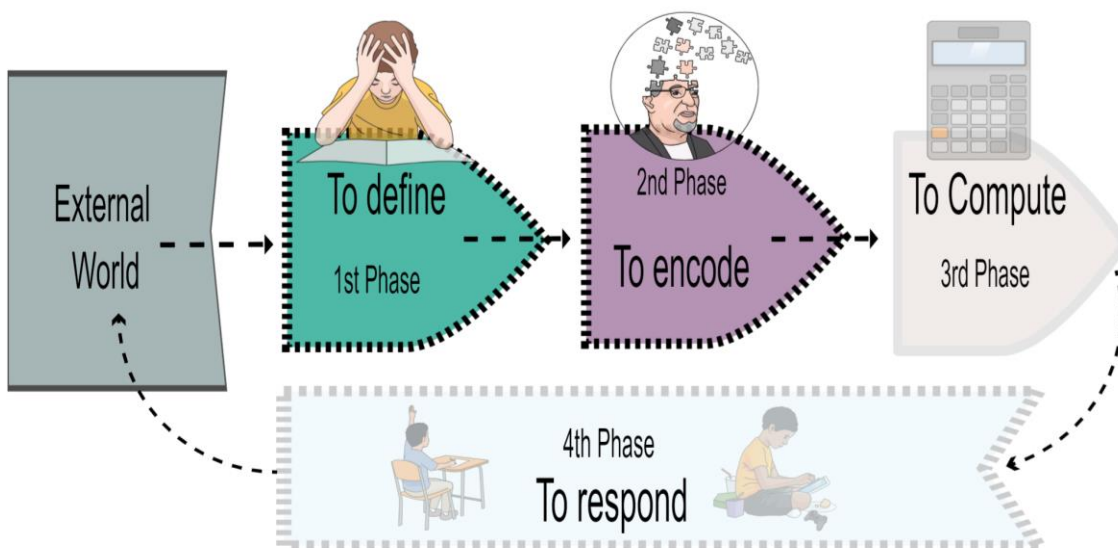 External
World
To define
1st Phase
2nd Phase
To encode
To Compute
3rd Phase
4th Phase
To respond